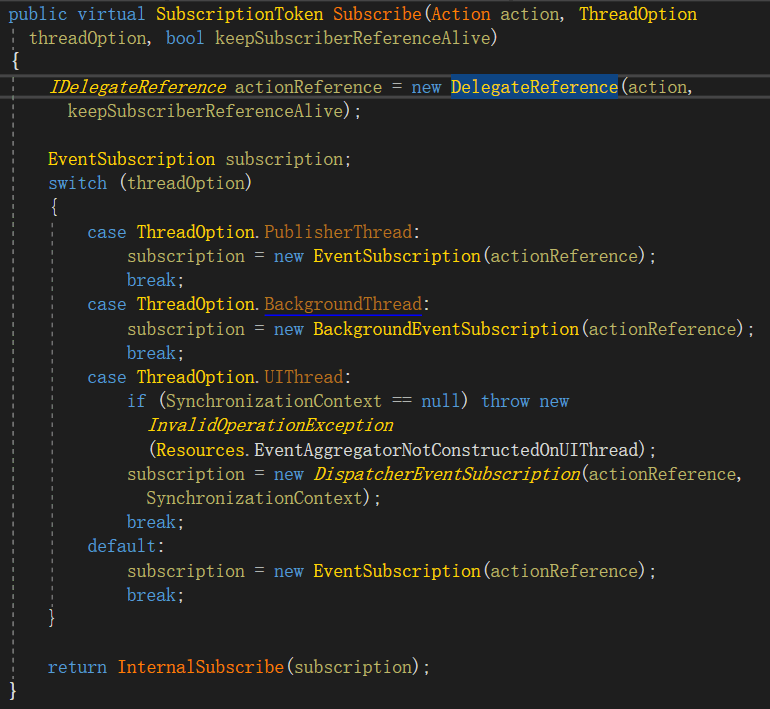 public virtual SubscriptionToken Subscribe(Action action, ThreadOption
threadOption, bool keepSubscriberReferenceAlive)
{
IDelegateReference actionReference = new DelegateReference(action,
keepSubscriberReferenceAlive);
EventSubscription subscription;
switch (threadOption)
{
case ThreadOption.PublisherThread:
subscription = new EventSubscription(actionReference);
break;
case ThreadOption.BackgroundThread:
subscription = new BackgroundEventSubscription(actionReference);
break;
case ThreadOption.UIThread:
if (SynchronizationContext == null) throw new
InvalidOperationException
(Resources.EventAggregatorNotConstructedOnUIThread);
subscription = new DispatcherEventSubscription(actionReference,
SynchronizationContext);
break;
default:
subscription = new EventSubscription(actionReference);
break;
}
return InternalSubscribe(subscription);
}